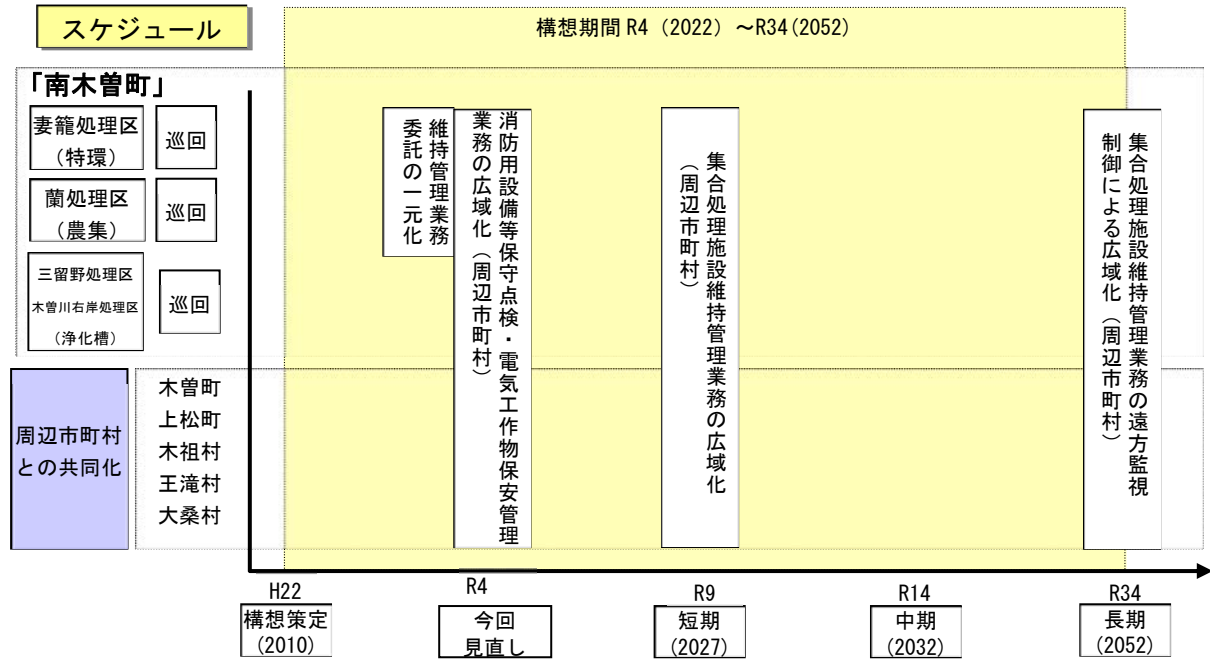 スケジュール
構想期間 R4（2022）～R34(2052)
「南木曽町」
妻籠処理区
（特環）
巡回
蘭処理区
（農集）
巡回
三留野処理区
木曽川右岸処理区
（浄化槽）
巡回
維持管理業務
委託の一元化
消防用設備等保守点検・電気工作物保安管理
業務の広域化（周辺市町村）
集合処理施設維持管理業務の広域化
（周辺市町村）
集合処理施設維持管理業務の遠方監視
制御による広域化（周辺市町村）
周辺市町村
との共同化
木曽町
上松町
木祖村
王滝村
大桑村
H22
構想策定
(2010)
R4
今回
見直し
R9
短期
(2027)
R14
中期
(2032)
R34
長期
(2052)